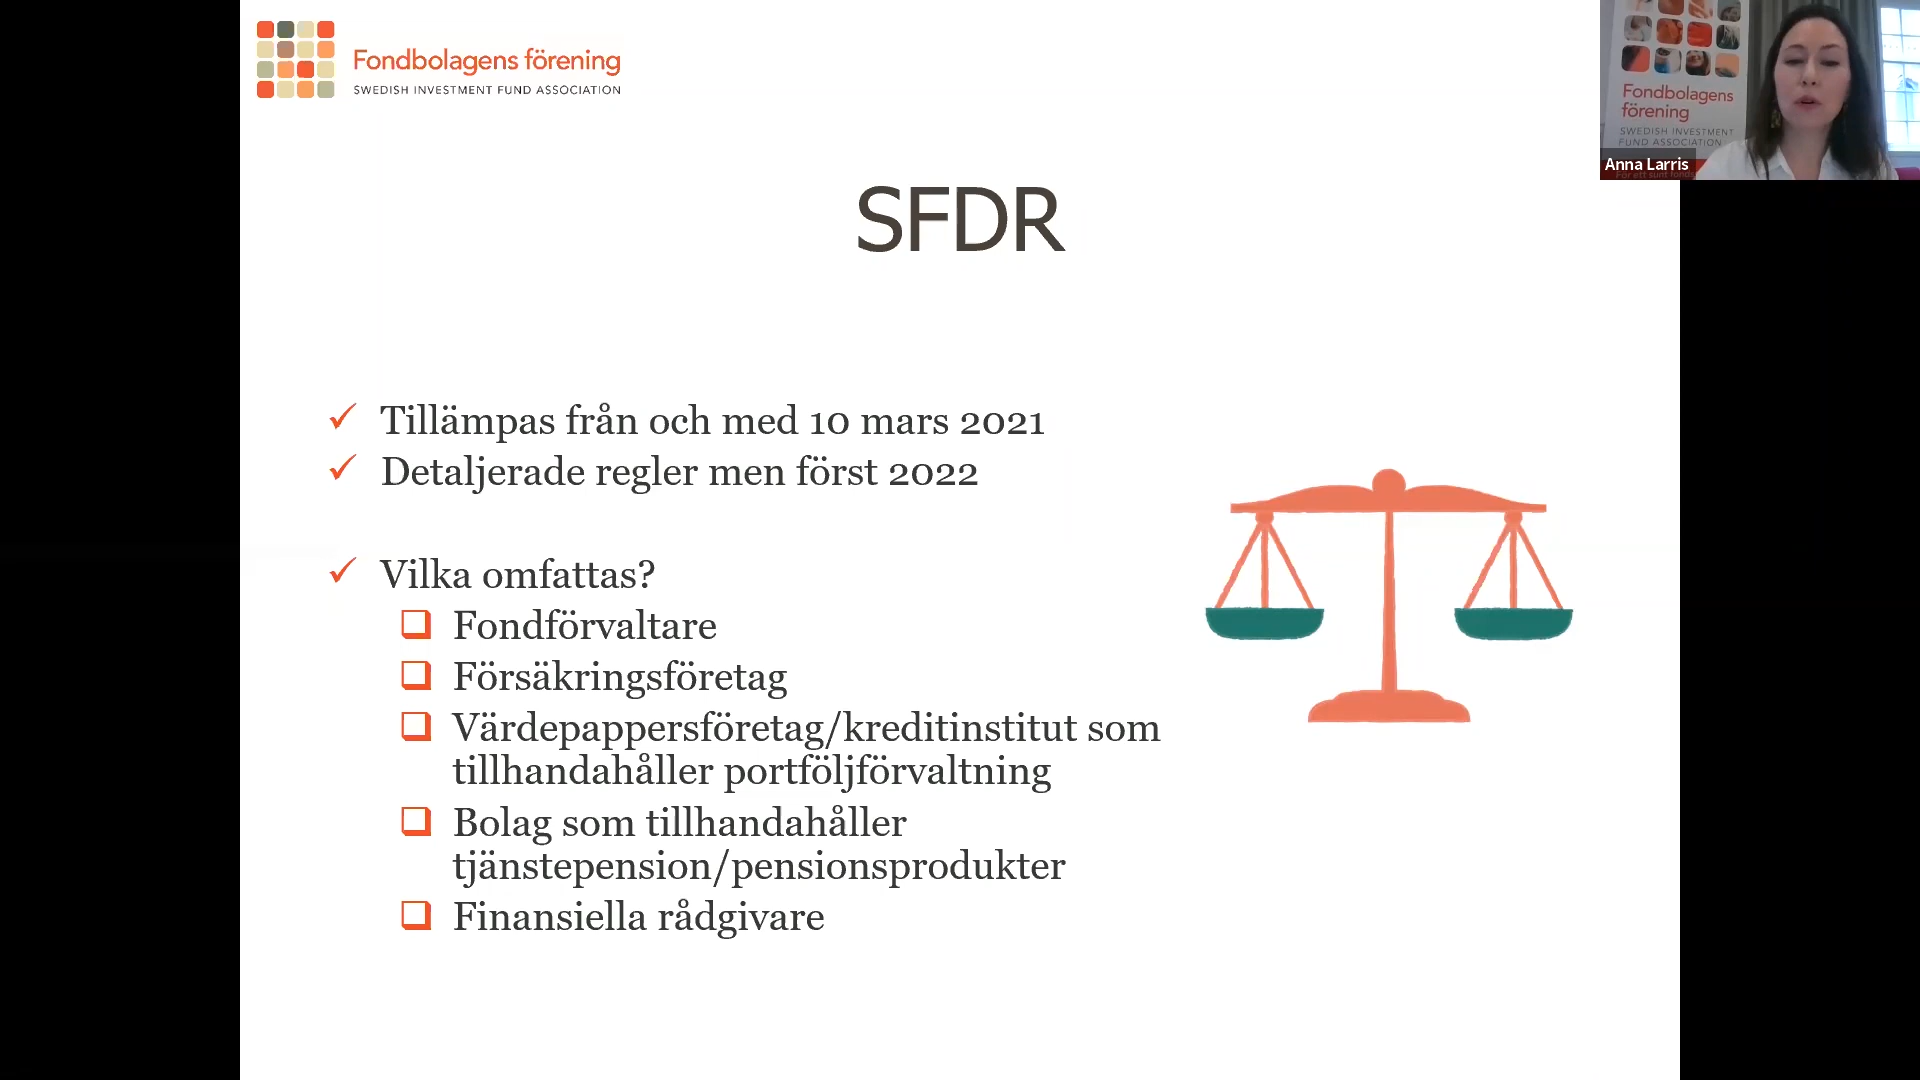 Fondbolagens förening
SWEDISH INVESTMENT FUND ASSOCIATION
Fondbolagens
förening
SWEDISH INVESTMENT
FUND ASSOCIATION
Anna Larris
SFDR
Tillämpas från och med 10 mars 2021
Detaljerade regler men först 2022
Vilka omfattas?
Fondförvaltare
Försäkringsföretag
Värdepappersföretag/kreditinstitut som
tillhandahåller portföljförvaltning
Bolag som tillhandahåller
tjänstepension/pensionsprodukter
Finansiella rådgivare